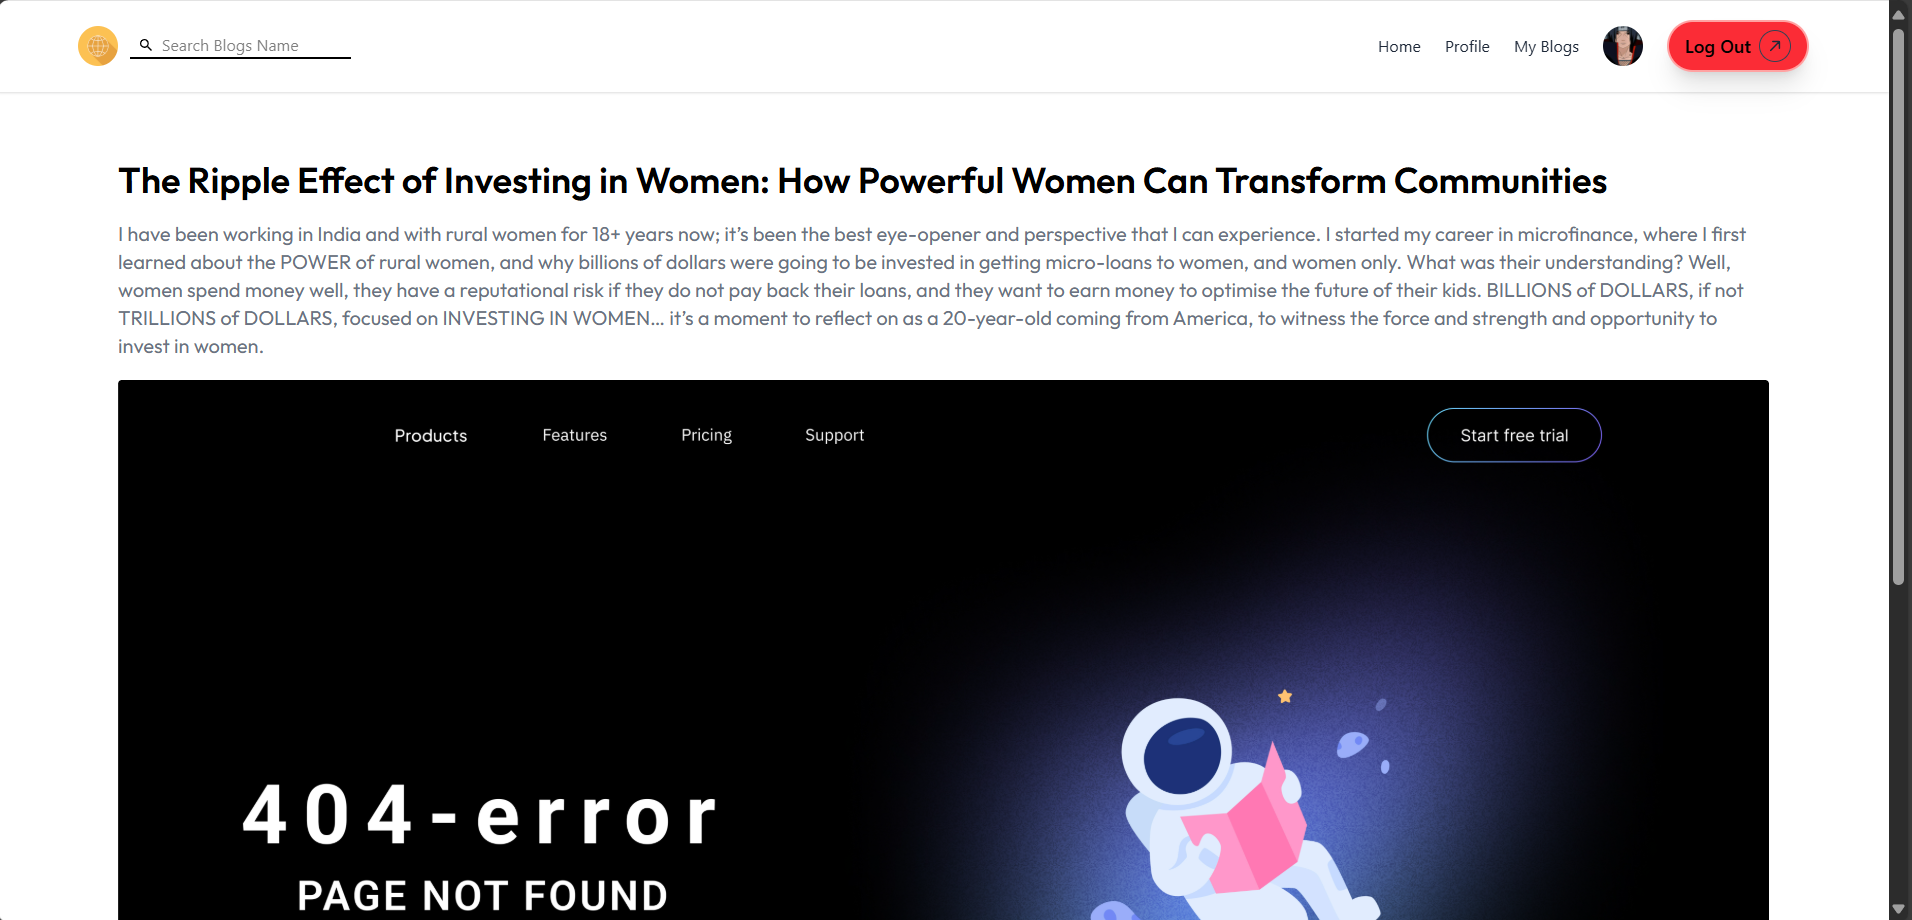 Search Blogs Name
Home
Profile
My Blogs
Log Out
The Ripple Effect of Investing in Women: How Powerful Women Can Transform Communities
I have been working in India and with rural women for 18+ years now; it’s been the best eye-opener and perspective that I can experience. I started my career in microfinance, where I first
learned about the POWER of rural women, and why billions of dollars were going to be invested in getting micro-loans to women, and women only. What was their understanding? Well,
women spend money well, they have a reputational risk if they do not pay back their loans, and they want to earn money to optimise the future of their kids. BILLIONS of DOLLARS, if not
TRILLIONS of DOLLARS, focused on INVESTING IN WOMEN… it’s a moment to reflect on as a 20-year-old coming from America, to witness the force and strength and opportunity to
invest in women.
Products
Features
Pricing
Support
Start free trial
404-error
PAGE NOT FOUND